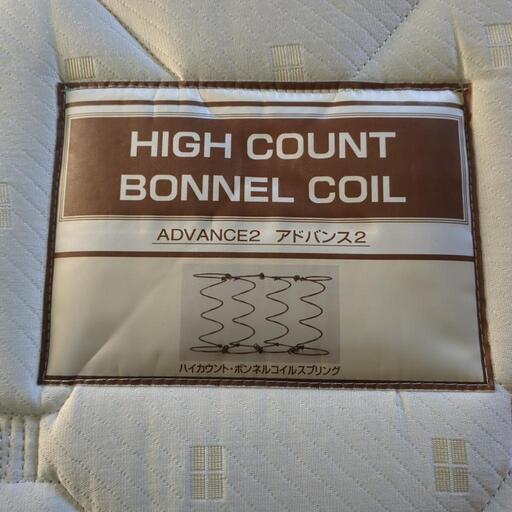 HIGH COUNT
BONNEL COIL
ADVANCE2 アドバンス2
ハイカウント・ボンネルコイルスプリング